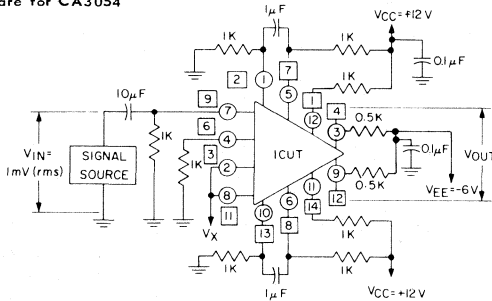 are for CA3054
1μF
1K
1K
VCC=+12V
0.1μF
1K
2
1
7
5
1
12
4
3
0.5K
10μF
9
7
6
4
3
2
8
11
1K
1K
ICUT
VIN=
1mV(rms)
SIGNAL
SOURCE
VX
10
13
6
8
11
14
9
12
0.5K
0.1μF
VOUT
VEE=-6V
1K
1K
1K
1μF
VCC=+12V